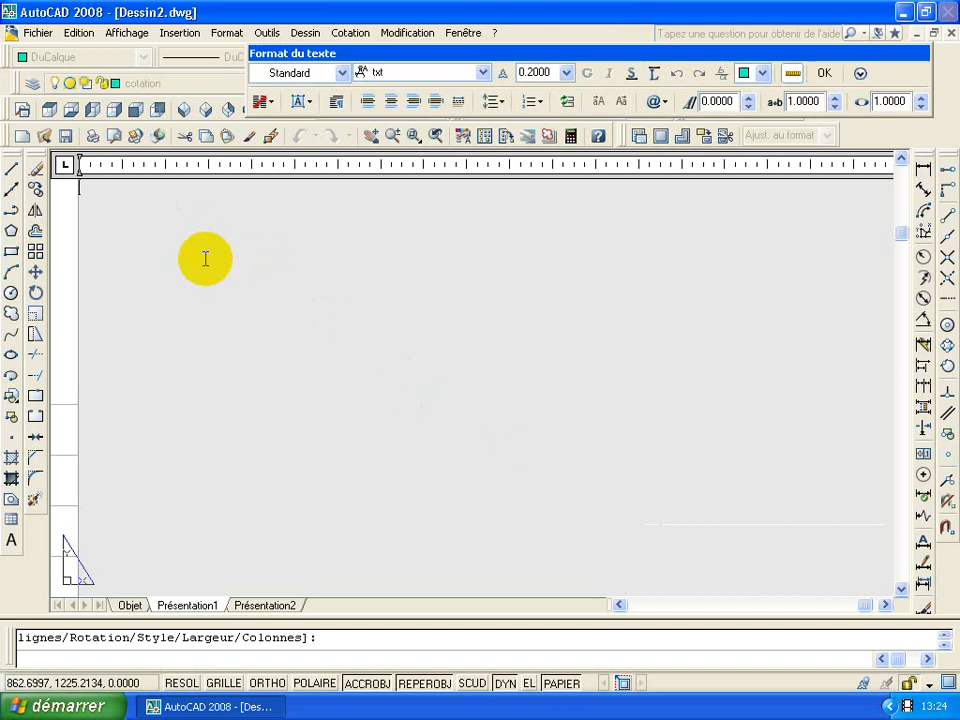 AutoCAD 2008 - [Dessin2.dwg]
Fichier Edition Affichage Insertion Format Outils Dessin Cotation Modification Fenêtre ? Tapez une question pour obtenir de l'aide
DuCalque DuC
Format du texte
Standard txt 0.2000 G I S OK
cotation
0.0000 a+b 1.0000 1.0000
Ajust. au format
L
A
Y
X
Objet Présentation1 Présentation2
lignes/Rotation/Style/Largeur/Colonnes]:
862.6997, 1225.2134, 0.0000 RESOL GRILLE ORTHO POLAIRE ACCROBJ REPEROBJ SCUD DYN EL PAPIER
démarrer AutoCAD 2008 - [Des... 13:24